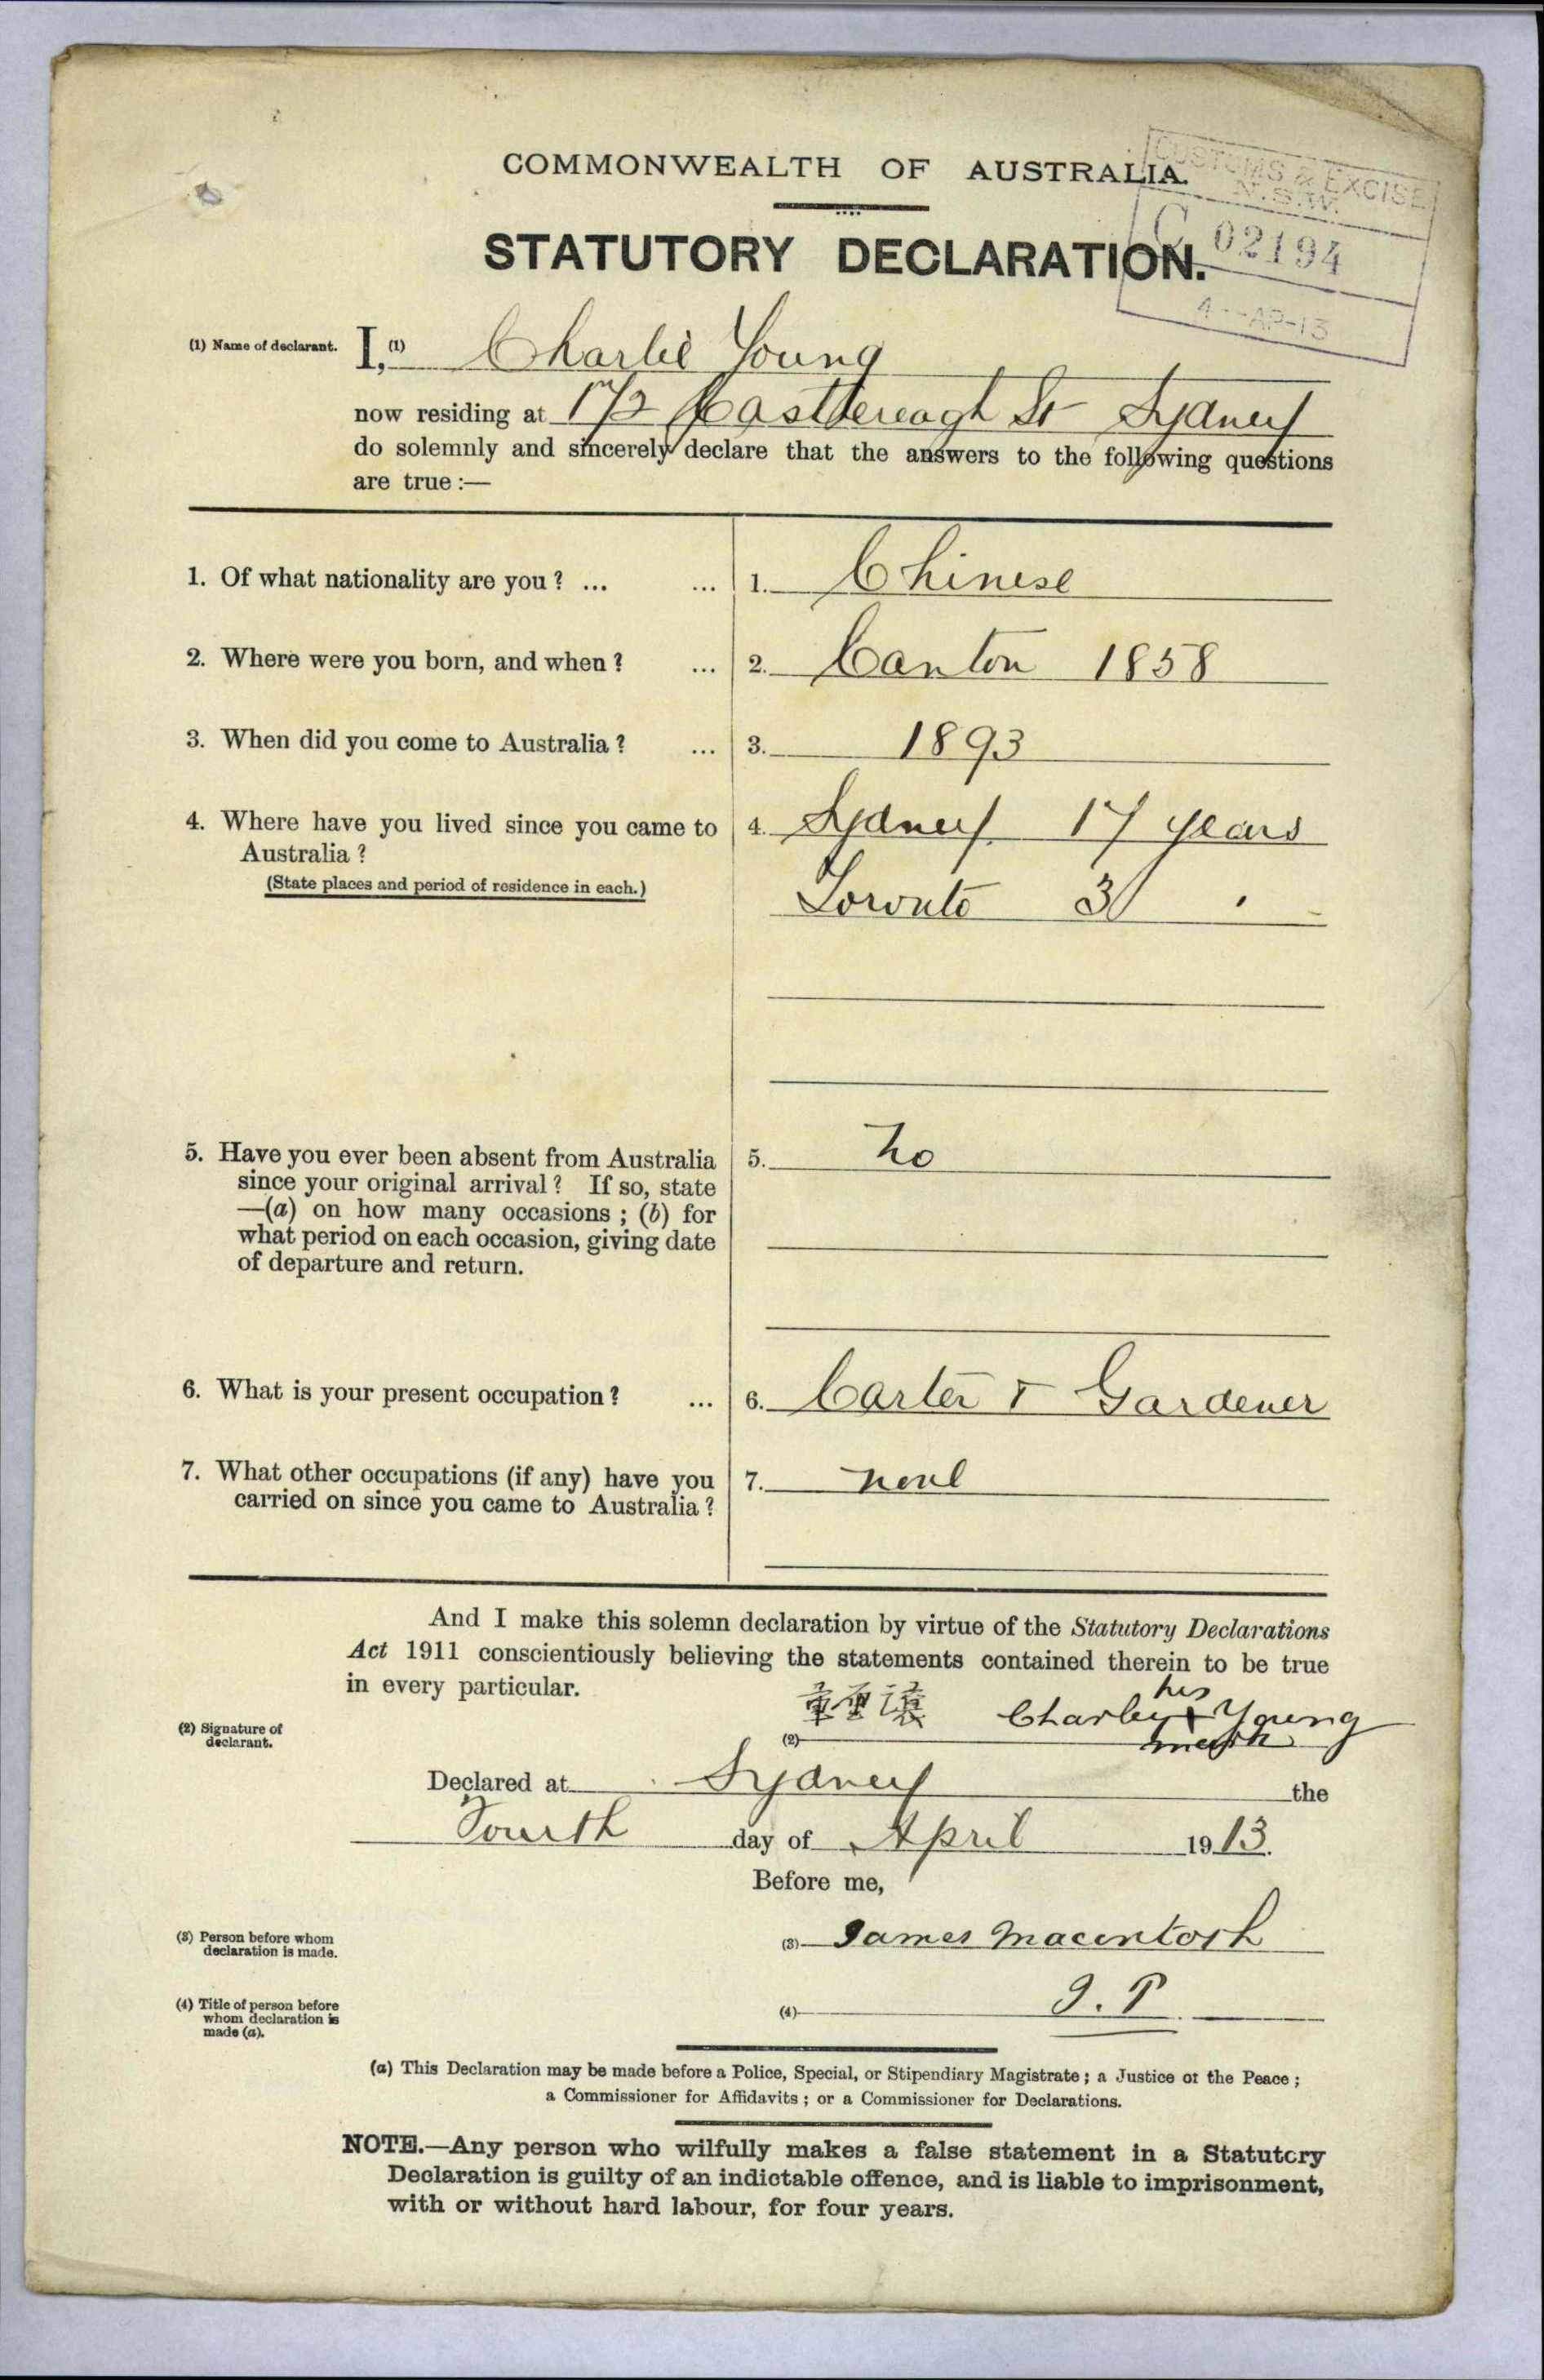 COMMONWEALTH OF AUSTRALIA.
CUSTOMS & EXCISE
N.S.W.
C 02194
4--AP-13
STATUTORY DECLARATION.
(1) Name of declarant. I,(1) Charlie Young
now residing at Castlereagh St Sydney
do solemnly and sincerely declare that the answers to the following questions
are true :—
1. Of what nationality are you ? ... ... 1. Chinese
2. Where were you born, and when ? ... 2. Canton 1858
3. When did you come to Australia ? ... 3. 1893
4. Where have you lived since you came to 4. Sydney 17 years
Australia ?
(State places and period of residence in each.) Toronto 3 "
5. Have you ever been absent from Australia 5. No
since your original arrival ? If so, state
—(a) on how many occasions ; (b) for
what period on each occasion, giving date
of departure and return.
6. What is your present occupation ? ... 6. Carter & Gardener
7. What other occupations (if any) have you 7. none
carried on since you came to Australia ?
And I make this solemn declaration by virtue of the Statutory Declarations
Act 1911 conscientiously believing the statements contained therein to be true
in every particular.
his
(2) Signature of declarant. (2) Charley + Young
mark
Declared at Sydney the
Fourth day of April 1913.
Before me,
(3) Person before whom declaration is made. (3) James Macintosh
(4) Title of person before whom declaration is made (a). (4) J. P.
(a) This Declaration may be made before a Police, Special, or Stipendiary Magistrate ; a Justice of the Peace ;
a Commissioner for Affidavits ; or a Commissioner for Declarations.
NOTE.—Any person who wilfully makes a false statement in a Statutory
Declaration is guilty of an indictable offence, and is liable to imprisonment,
with or without hard labour, for four years.